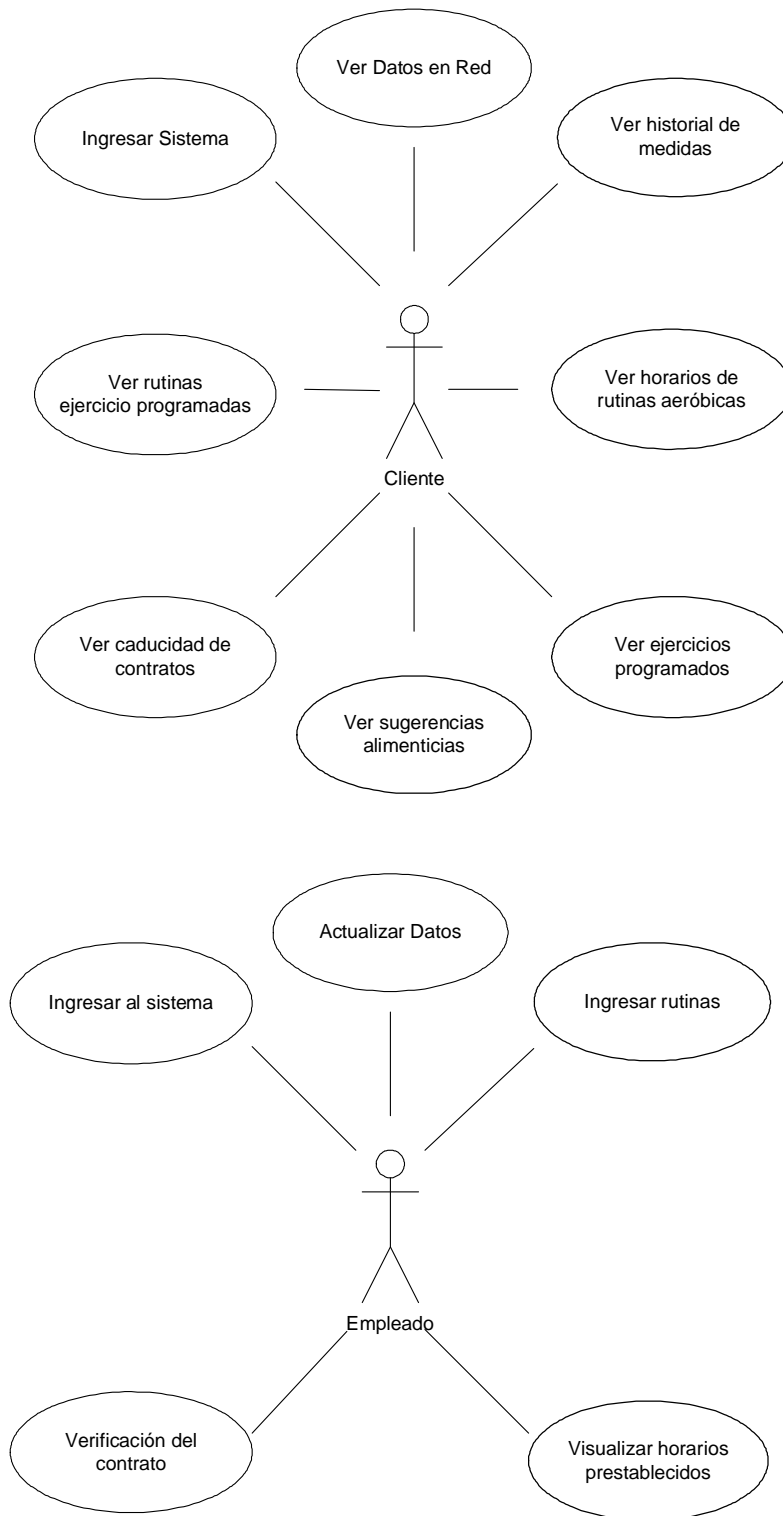 Ver Datos en Red
Ingresar Sistema
Ver historial de
medidas
Ver rutinas
ejercicio programadas
Ver horarios de
rutinas aeróbicas
Cliente
Ver caducidad de
contratos
Ver ejercicios
programados
Ver sugerencias
alimenticias
Actualizar Datos
Ingresar al sistema
Ingresar rutinas
Empleado
Verificación del
contrato
Visualizar horarios
prestablecidos